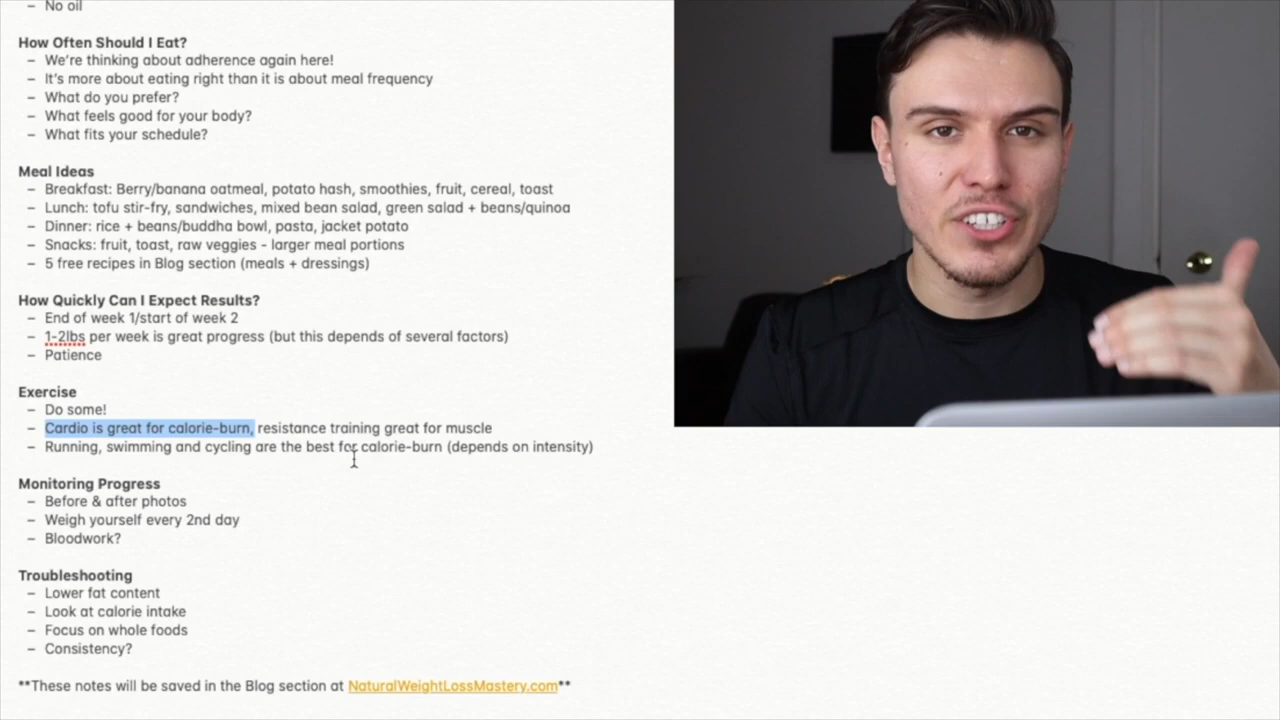 – No oil
How Often Should I Eat?
– We're thinking about adherence again here!
– It's more about eating right than it is about meal frequency
– What do you prefer?
– What feels good for your body?
– What fits your schedule?
Meal Ideas
– Breakfast: Berry/banana oatmeal, potato hash, smoothies, fruit, cereal, toast
– Lunch: tofu stir-fry, sandwiches, mixed bean salad, green salad + beans/quinoa
– Dinner: rice + beans/buddha bowl, pasta, jacket potato
– Snacks: fruit, toast, raw veggies - larger meal portions
– 5 free recipes in Blog section (meals + dressings)
How Quickly Can I Expect Results?
– End of week 1/start of week 2
– 1-2lbs per week is great progress (but this depends of several factors)
– Patience
Exercise
– Do some!
– Cardio is great for calorie-burn, resistance training great for muscle
– Running, swimming and cycling are the best for calorie-burn (depends on intensity)
Monitoring Progress
– Before & after photos
– Weigh yourself every 2nd day
– Bloodwork?
Troubleshooting
– Lower fat content
– Look at calorie intake
– Focus on whole foods
– Consistency?
**These notes will be saved in the Blog section at NaturalWeightLossMastery.com**